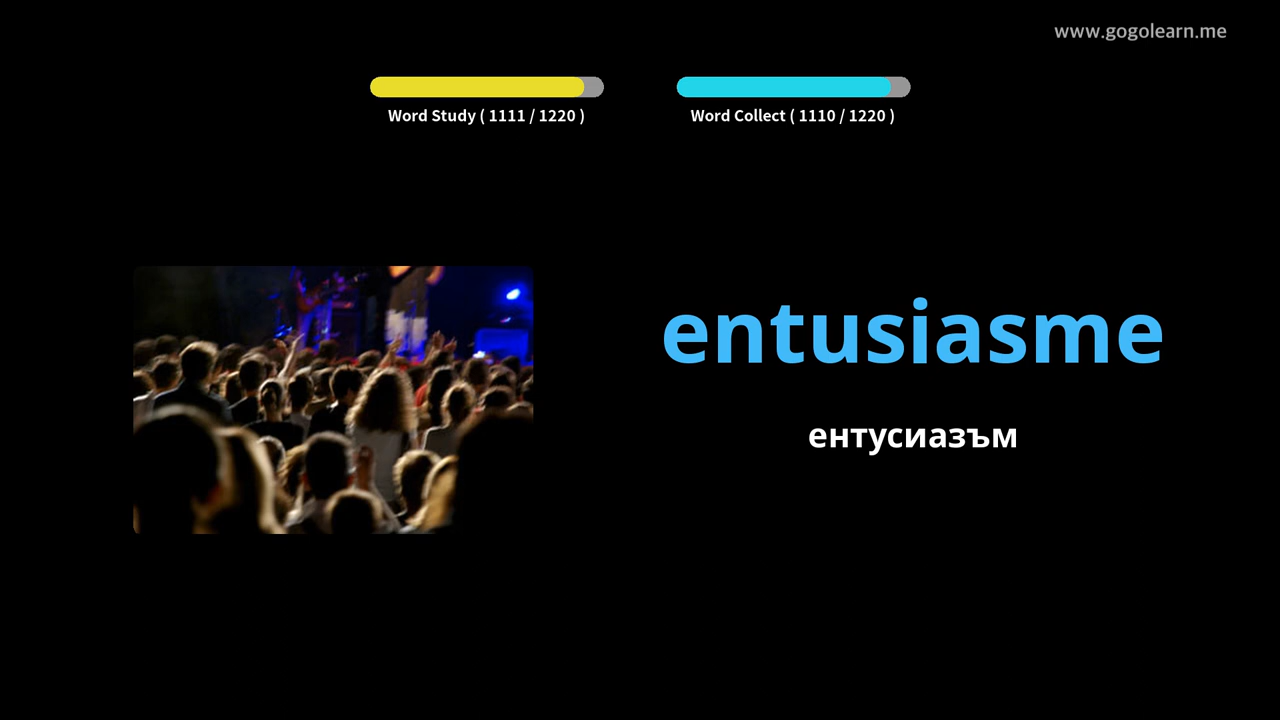 www.gogolearn.me
Word Study ( 1111 / 1220 )
Word Collect ( 1110 / 1220 )
entusiasme
ентусиазъм